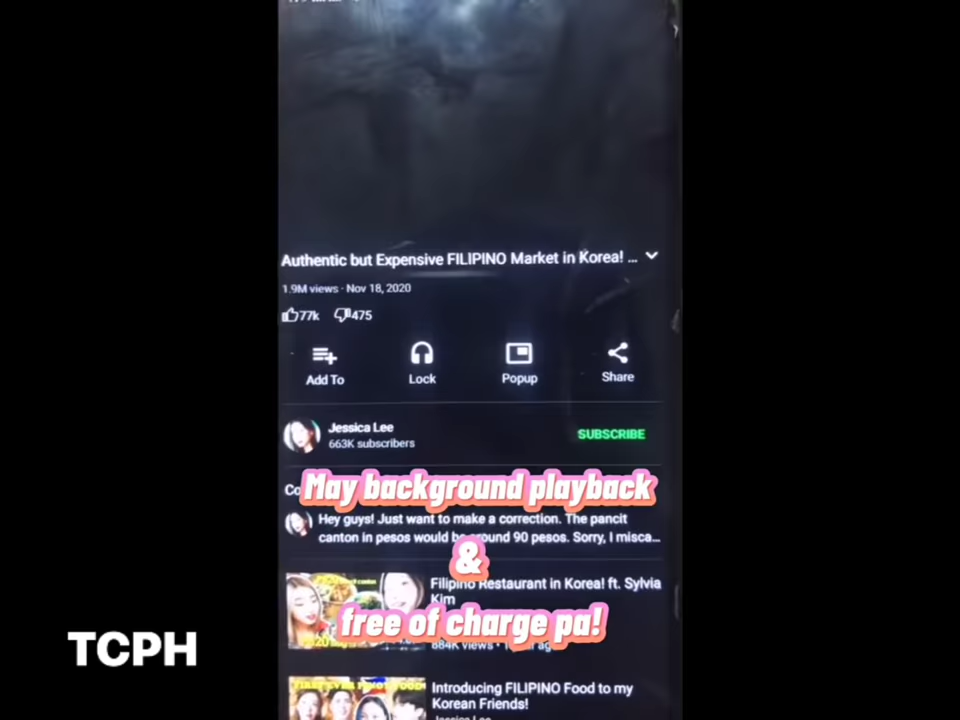 Authentic but Expensive FILIPINO Market in Korea! ...
1.9M views · Nov 18, 2020
77k 475
Add To Lock Popup Share
Jessica Lee
663K subscribers
SUBSCRIBE
May background playback
Hey guys! Just want to make a correction. The pancit
canton in pesos would be around 90 pesos. Sorry, I misca...
&
Filipino Restaurant in Korea! ft. Sylvia
Kim
free of charge pa!
684K views
TCPH
Introducing FILIPINO Food to my
Korean Friends!
Jessica Lee